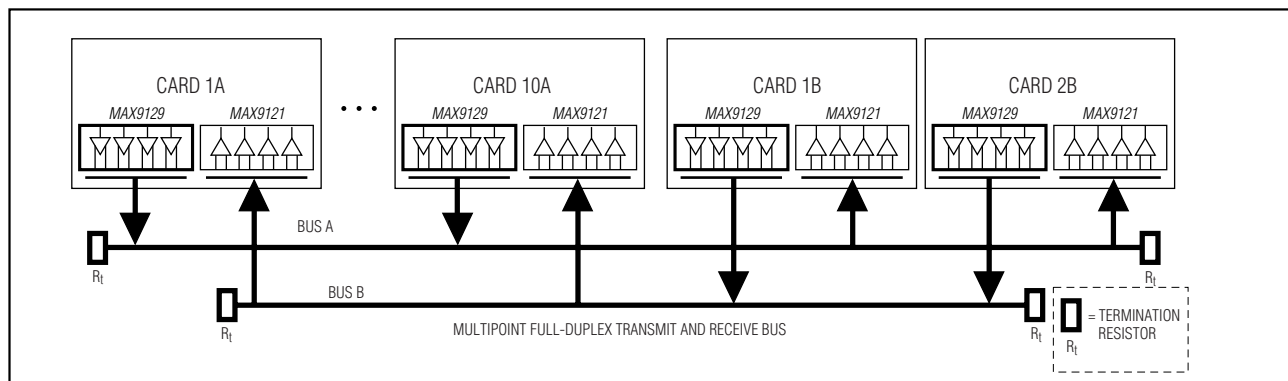 CARD 1A
MAX9129 MAX9121
• • •
CARD 10A
MAX9129 MAX9121
CARD 1B
MAX9129 MAX9121
CARD 2B
MAX9129 MAX9121
BUS A
Rt
Rt
BUS B
Rt
Rt
MULTIPOINT FULL-DUPLEX TRANSMIT AND RECEIVE BUS
= TERMINATION
RESISTOR
Rt